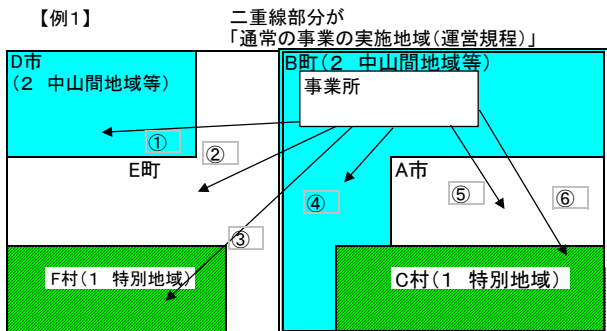 【例1】
二重線部分が
「通常の事業の実施地域(運営規程)」
D市
(2 中山間地域等)
B町(2 中山間地域等)
事業所
①
②
E町
A市
④
⑤
⑥
③
F村(1 特別地域)
C村(1 特別地域)